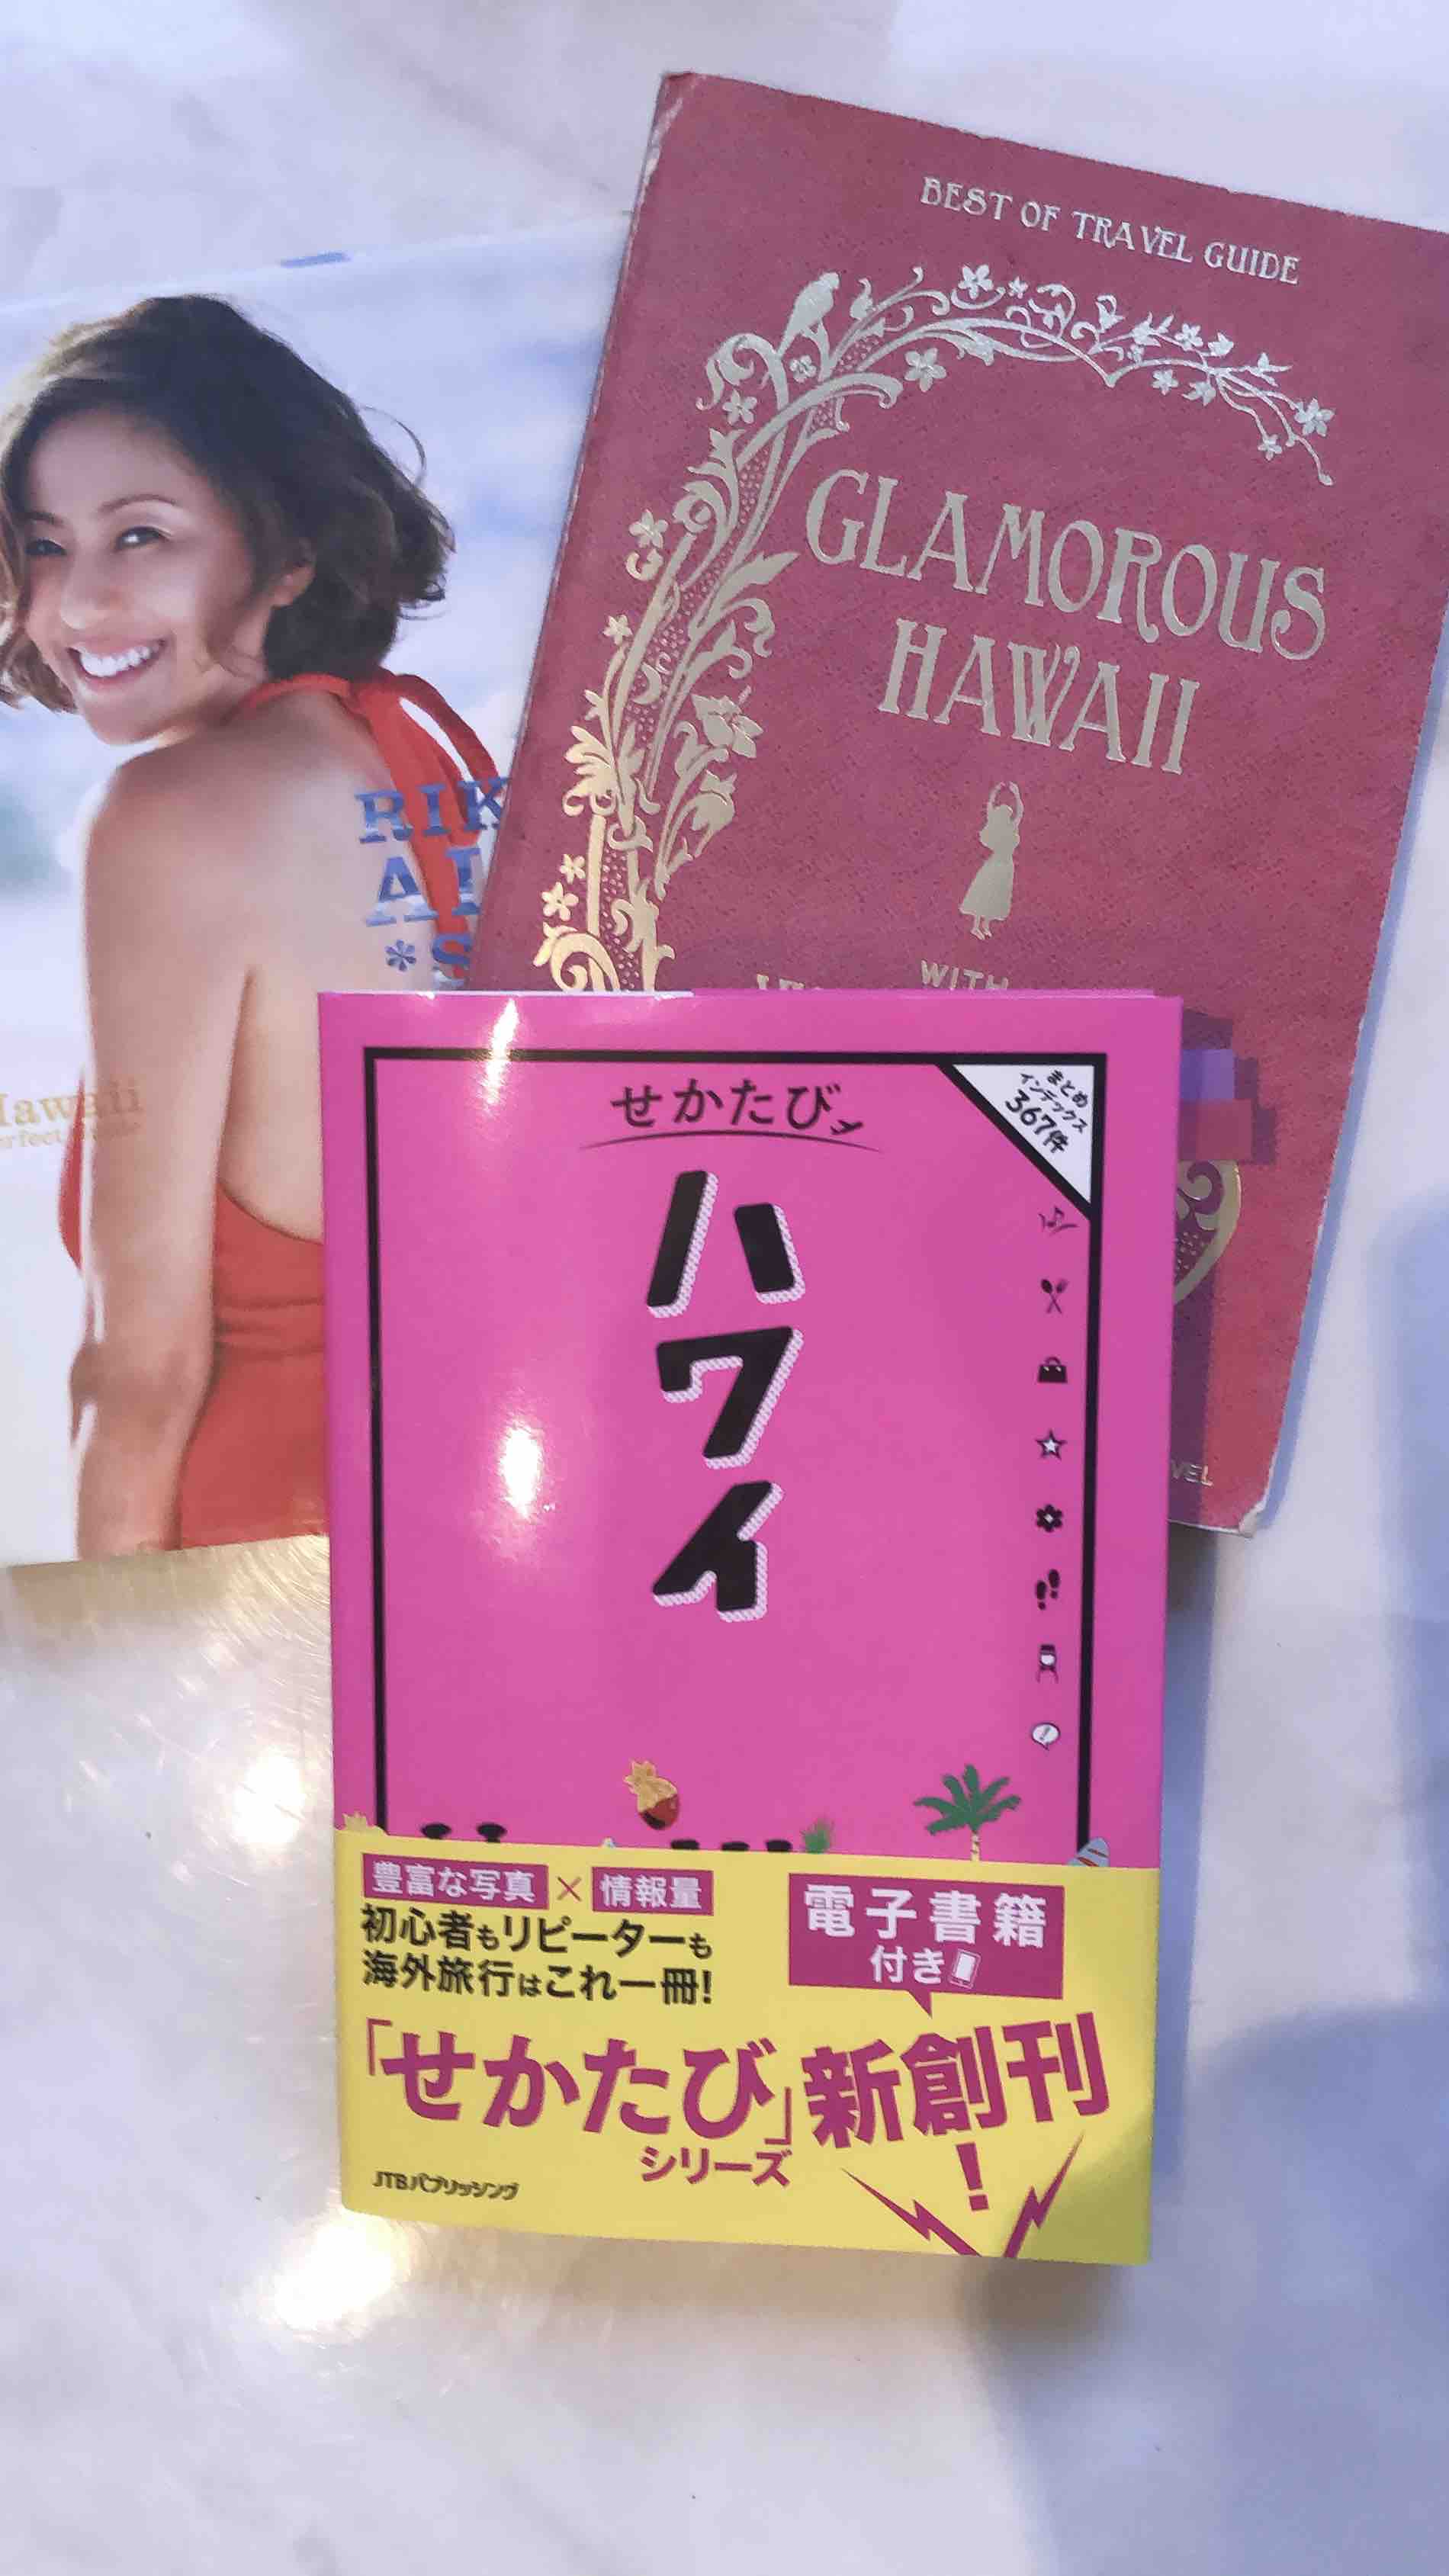 BEST OF TRAVEL GUIDE
GLAMOROUS
HAWAII
WITH
せかたび
まとめ
インデックス
367件
ハワイ
豊富な写真×情報量
初心者もリピーターも
海外旅行はこれ一冊!
電子書籍
付き
「せかたび」新創刊!
シリーズ
JTBパブリッシング